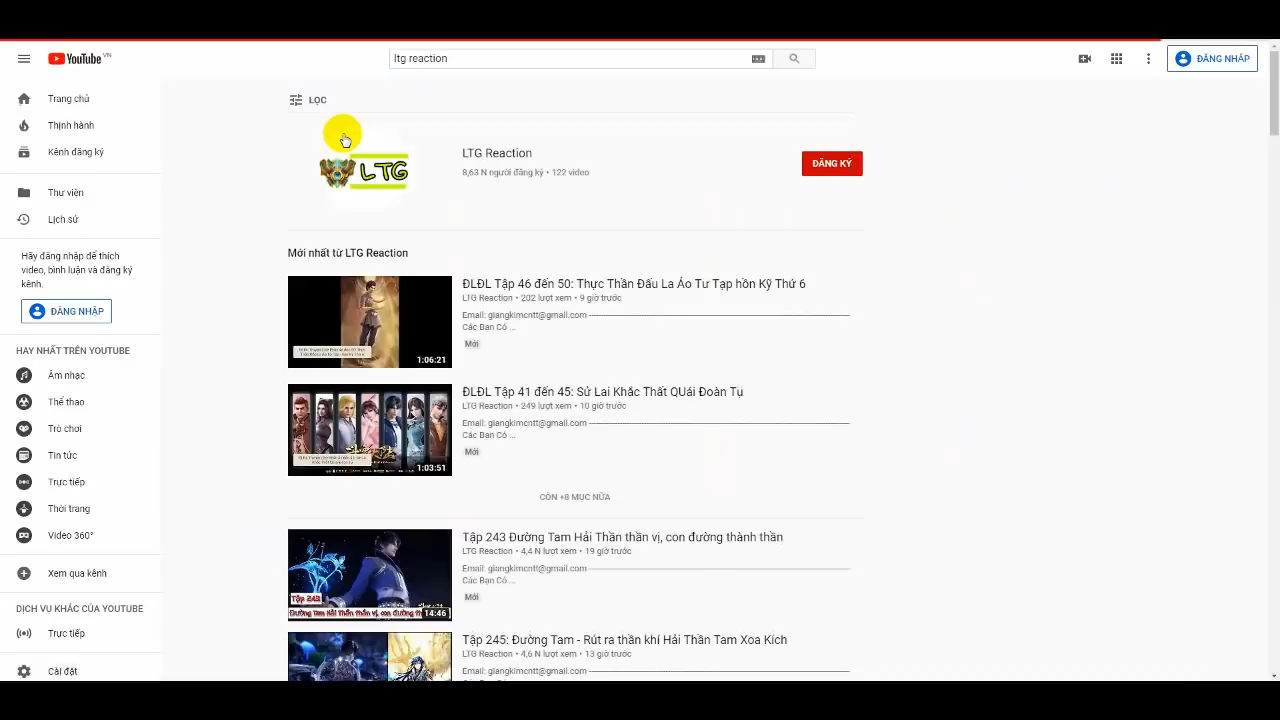 YouTube VN
ltg reaction
ĐĂNG NHẬP
Trang chủ
Thịnh hành
Kênh đăng ký
Thư viện
Lịch sử
Hãy đăng nhập để thích
video, bình luận và đăng ký
kênh.
ĐĂNG NHẬP
HAY NHẤT TRÊN YOUTUBE
Âm nhạc
Thể thao
Trò chơi
Tin tức
Trực tiếp
Thời trang
Video 360°
Xem qua kênh
DỊCH VỤ KHÁC CỦA YOUTUBE
Trực tiếp
Cài đặt
LỌC
LTG
LTG Reaction
8,63 N người đăng ký • 122 video
ĐĂNG KÝ
Mới nhất từ LTG Reaction
1:06:21
ĐLĐL Tập 46 đến 50: Thực Thần Đấu La Áo Tư Tạp hồn Kỹ Thứ 6
LTG Reaction • 202 lượt xem • 9 giờ trước
Email: giangkimcntt@gmail.com
Các Bạn Có ...
Mới
1:03:51
ĐLĐL Tập 41 đến 45: Sử Lai Khắc Thất QUái Đoàn Tụ
LTG Reaction • 249 lượt xem • 10 giờ trước
Email: giangkimcntt@gmail.com
Các Bạn Có ...
Mới
CÒN +8 MỤC NỮA
Tập 243
Đường Tam Hải Thần thần vị, con đường th
14:46
Tập 243 Đường Tam Hải Thần thần vị, con đường thành thần
LTG Reaction • 4,4 N lượt xem • 19 giờ trước
Email: giangkimcntt@gmail.com
Các Bạn Có ...
Mới
Tập 245: Đường Tam - Rút ra thần khí Hải Thần Tam Xoa Kích
LTG Reaction • 4,6 N lượt xem • 13 giờ trước
Email: giangkimcntt@gmail.com